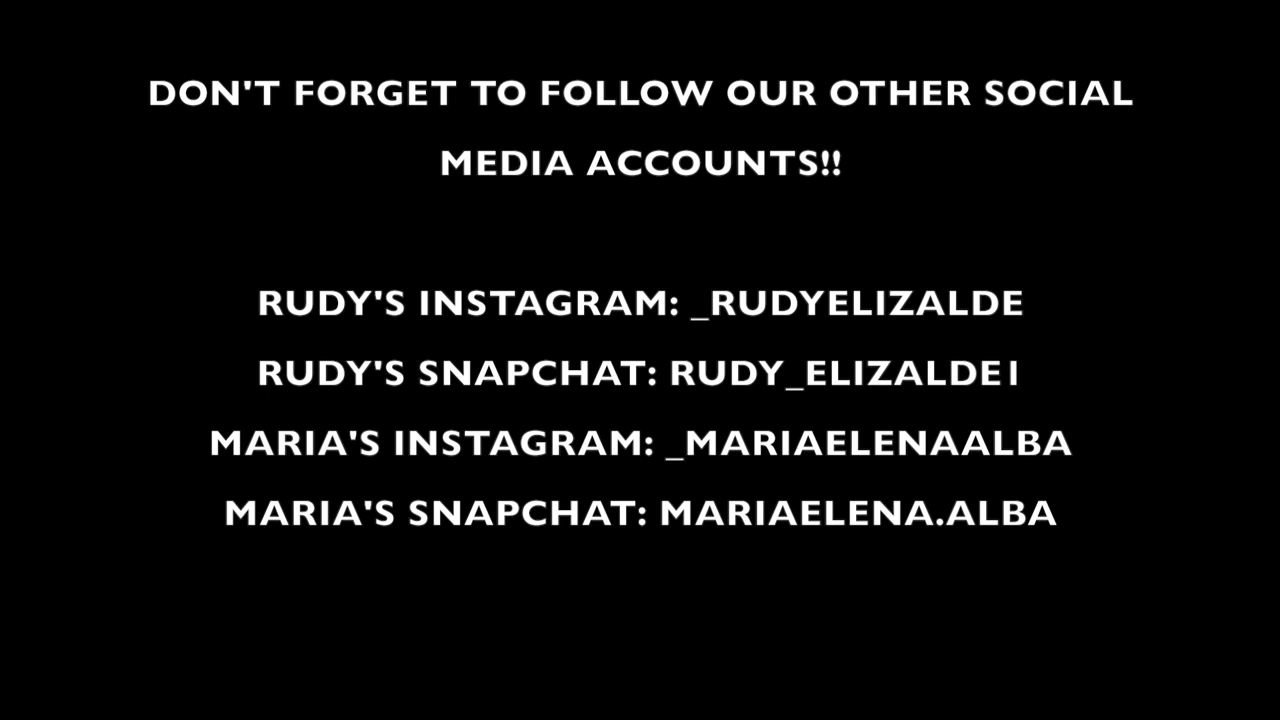 DON'T FORGET TO FOLLOW OUR OTHER SOCIAL
MEDIA ACCOUNTS!!
RUDY'S INSTAGRAM: _RUDYELIZALDE
RUDY'S SNAPCHAT: RUDY_ELIZALDE1
MARIA'S INSTAGRAM: _MARIAELENAALBA
MARIA'S SNAPCHAT: MARIAELENA.ALBA